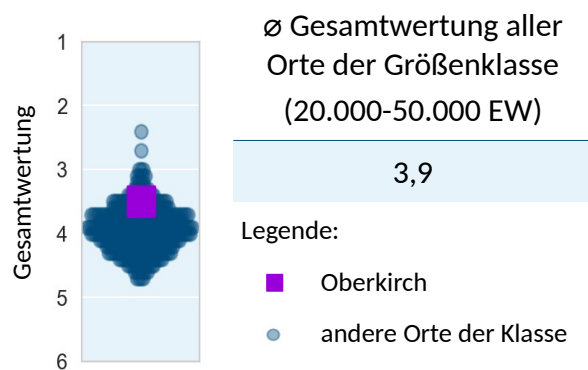 Gesamtwertung
1
2
3
4
5
6
⌀ Gesamtwertung aller
Orte der Größenklasse
(20.000-50.000 EW)
3,9
Legende:
Oberkirch
andere Orte der Klasse